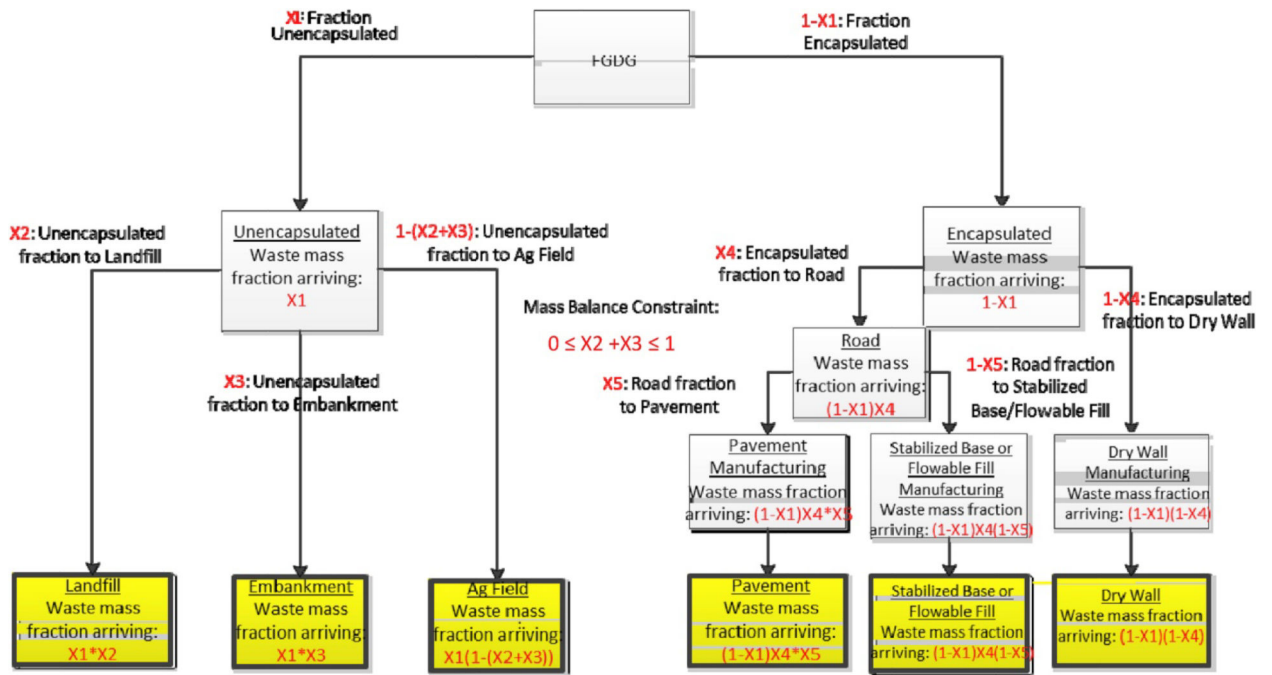 X1: Fraction
Unencapsulated
1-X1: Fraction
Encapsulated
FGDG
X2: Unencapsulated
fraction to Landfill
Unencapsulated
Waste mass
fraction arriving:
X1
1-(X2+X3): Unencapsulated
fraction to Ag Field
X3: Unencapsulated
fraction to Embankment
Mass Balance Constraint:
0 ≤ X2 +X3 ≤ 1
X4: Encapsulated
fraction to Road
Encapsulated
Waste mass
fraction arriving:
1-X1
1-X4: Encapsulated
fraction to Dry Wall
Road
Waste mass
fraction arriving:
(1-X1)X4
X5: Road fraction
to Pavement
1-X5: Road fraction
to Stabilized
Base/Flowable Fill
Pavement
Manufacturing
Waste mass fraction
arriving: (1-X1)X4*X5
Stabilized Base or
Flowable Fill
Manufacturing
Waste mass fraction
arriving: (1-X1)X4(1-X5)
Dry Wall
Manufacturing
Waste mass fraction
arriving: (1-X1)(1-X4)
Landfill
Waste mass
fraction arriving:
X1*X2
Embankment
Waste mass
fraction arriving:
X1*X3
Ag Field
Waste mass
fraction arriving:
X1(1-(X2+X3))
Pavement
Waste mass
fraction arriving:
(1-X1)X4*X5
Stabilized Base or
Flowable Fill
Waste mass fraction
arriving: (1-X1)X4(1-X5)
Dry Wall
Waste mass fraction
arriving: (1-X1)(1-X4)